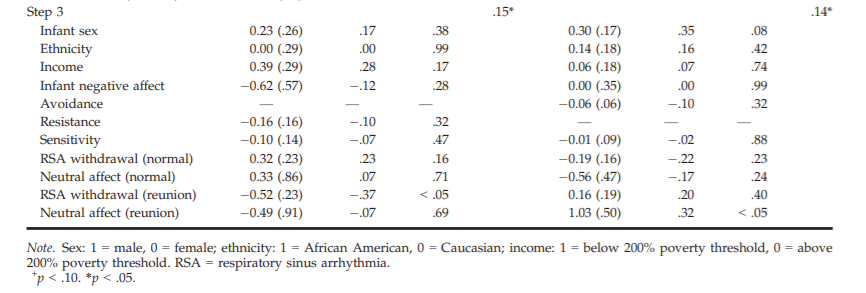 Step 3 .15* .14*
Infant sex 0.23 (.26) .17 .38 0.30 (.17) .35 .08
Ethnicity 0.00 (.29) .00 .99 0.14 (.18) .16 .42
Income 0.39 (.29) .28 .17 0.06 (.18) .07 .74
Infant negative affect −0.62 (.57) −.12 .28 0.00 (.35) .00 .99
Avoidance — — — −0.06 (.06) −.10 .32
Resistance −0.16 (.16) −.10 .32 — — —
Sensitivity −0.10 (.14) −.07 .47 −0.01 (.09) −.02 .88
RSA withdrawal (normal) 0.32 (.23) .23 .16 −0.19 (.16) −.22 .23
Neutral affect (normal) 0.33 (.86) .07 .71 −0.56 (.47) −.17 .24
RSA withdrawal (reunion) −0.52 (.23) −.37 < .05 0.16 (.19) .20 .40
Neutral affect (reunion) −0.49 (.91) −.07 .69 1.03 (.50) .32 < .05
Note. Sex: 1 = male, 0 = female; ethnicity: 1 = African American, 0 = Caucasian; income: 1 = below 200% poverty threshold, 0 = above
200% poverty threshold. RSA = respiratory sinus arrhythmia.
⁺p < .10. *p < .05.